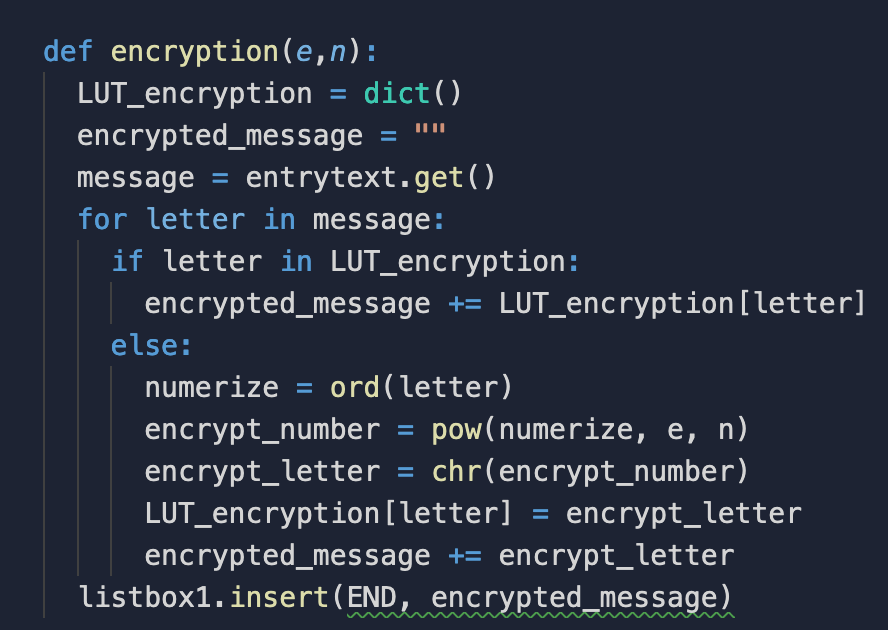 def encryption(e,n):
  LUT_encryption = dict()
  encrypted_message = ""
  message = entrytext.get()
  for letter in message:
    if letter in LUT_encryption:
      encrypted_message += LUT_encryption[letter]
    else:
      numerize = ord(letter)
      encrypt_number = pow(numerize, e, n)
      encrypt_letter = chr(encrypt_number)
      LUT_encryption[letter] = encrypt_letter
      encrypted_message += encrypt_letter
  listbox1.insert(END, encrypted_message)